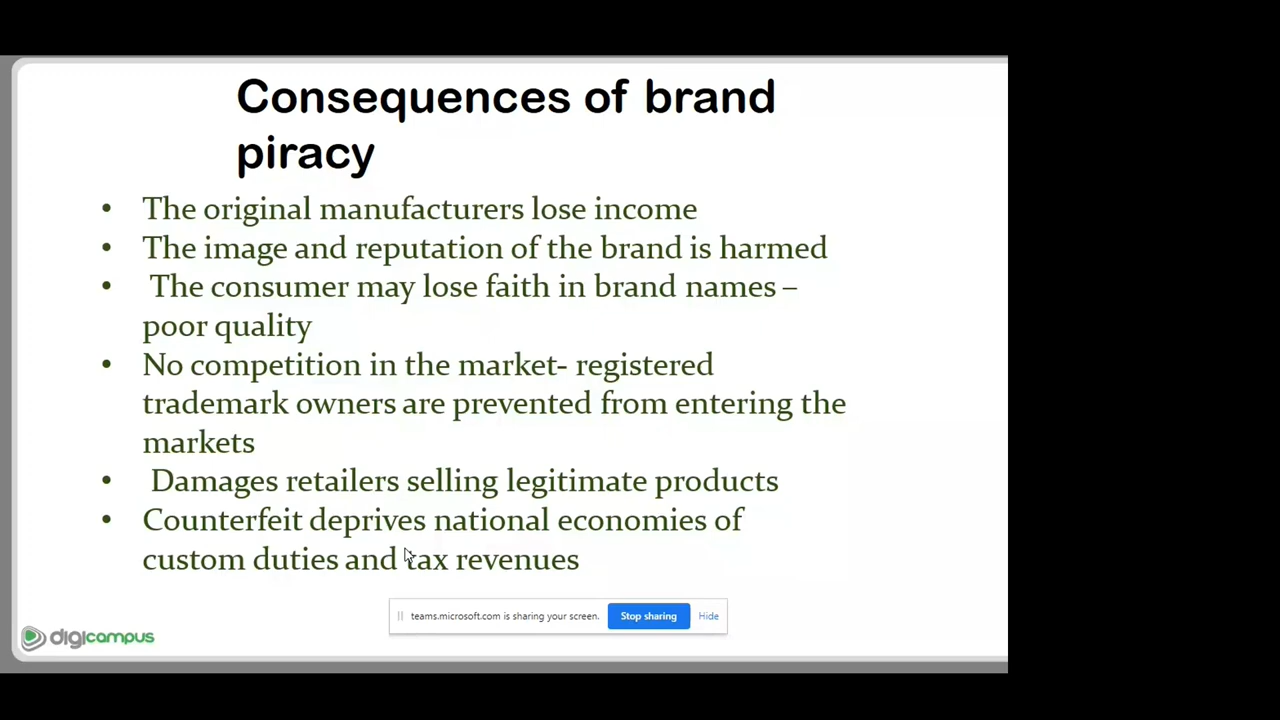 Consequences of brand
piracy
• The original manufacturers lose income
• The image and reputation of the brand is harmed
• The consumer may lose faith in brand names –
poor quality
• No competition in the market- registered
trademark owners are prevented from entering the
markets
• Damages retailers selling legitimate products
• Counterfeit deprives national economies of
custom duties and tax revenues
teams.microsoft.com is sharing your screen. Stop sharing Hide
digicampus